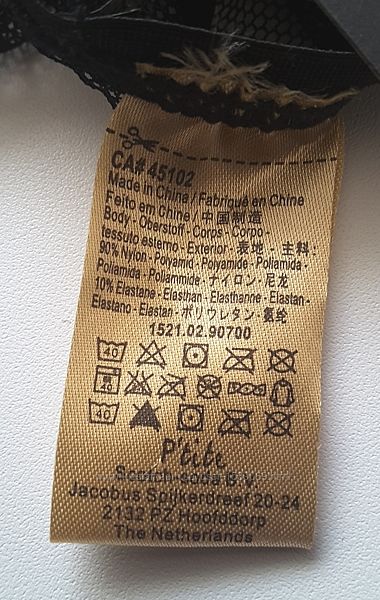 CA# 45102
Made in China / Fabriqué en Chine
Feito em Chine / 中国制造
Body - Oberstoff - Corps - Corpo -
tessuto esterno - Exterior - 表地 - 主料:
90% Nylon - Polyamid - Polyamide - Poliamida -
Poliamida - Poliammide - ナイロン - 尼龙
10% Elastane - Elasthan - Elasthanne - Elastan -
Elastano - Elastan - ポリウレタン - 氨纶
1521.02.90700
40
40
40
P'tite
Scotch-soda B.V.
Jacobus Spijkerdreef 20-24
2132 PZ Hoofddorp
The Netherlands